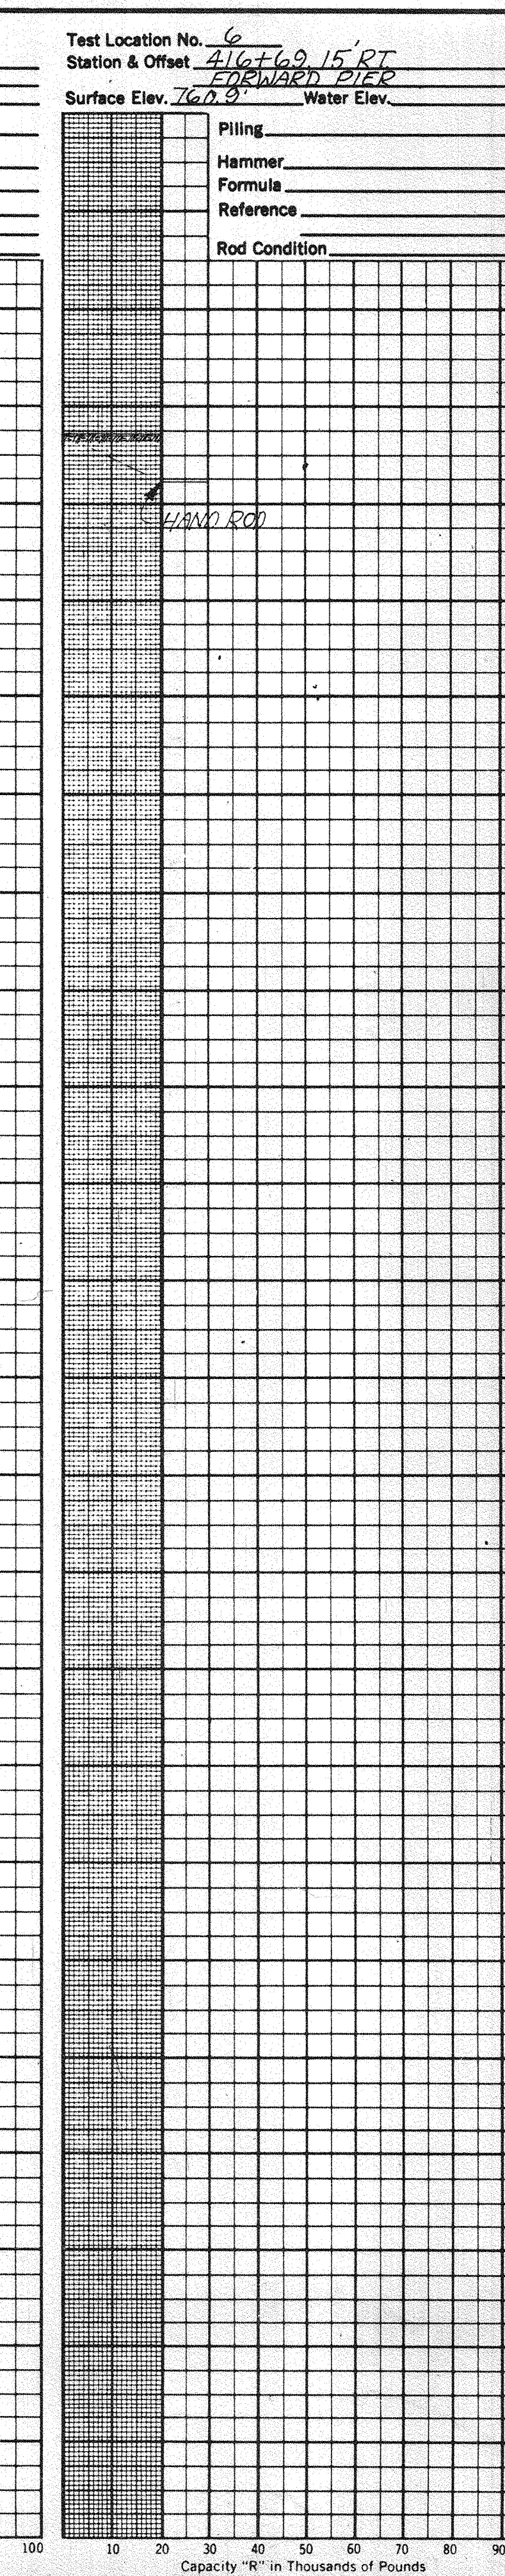 Test Location No. 6
Station & Offset 416+69, 15' RT.
FORWARD PIER
Surface Elev. 760.9' Water Elev.
Piling
Hammer
Formula
Reference
Rod Condition
HAND ROD
100 10 20 30 40 50 60 70 80 90
Capacity "R" in Thousands of Pounds